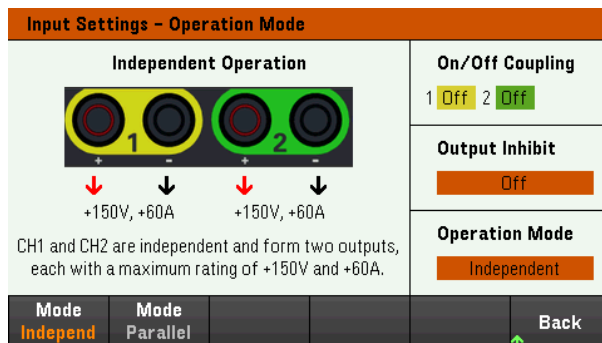 Input Settings – Operation Mode
Independent Operation
1 2
+ - + -
+150V, +60A +150V, +60A
CH1 and CH2 are independent and form two outputs,
each with a maximum rating of +150V and +60A.
On/Off Coupling
1 Off 2 Off
Output Inhibit
Off
Operation Mode
Independent
Mode
Independ
Mode
Parallel
Back